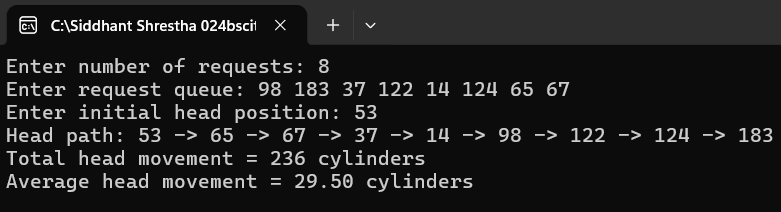 C:\Siddhant Shrestha 024bscit
Enter number of requests: 8
Enter request queue: 98 183 37 122 14 124 65 67
Enter initial head position: 53
Head path: 53 -> 65 -> 67 -> 37 -> 14 -> 98 -> 122 -> 124 -> 183
Total head movement = 236 cylinders
Average head movement = 29.50 cylinders